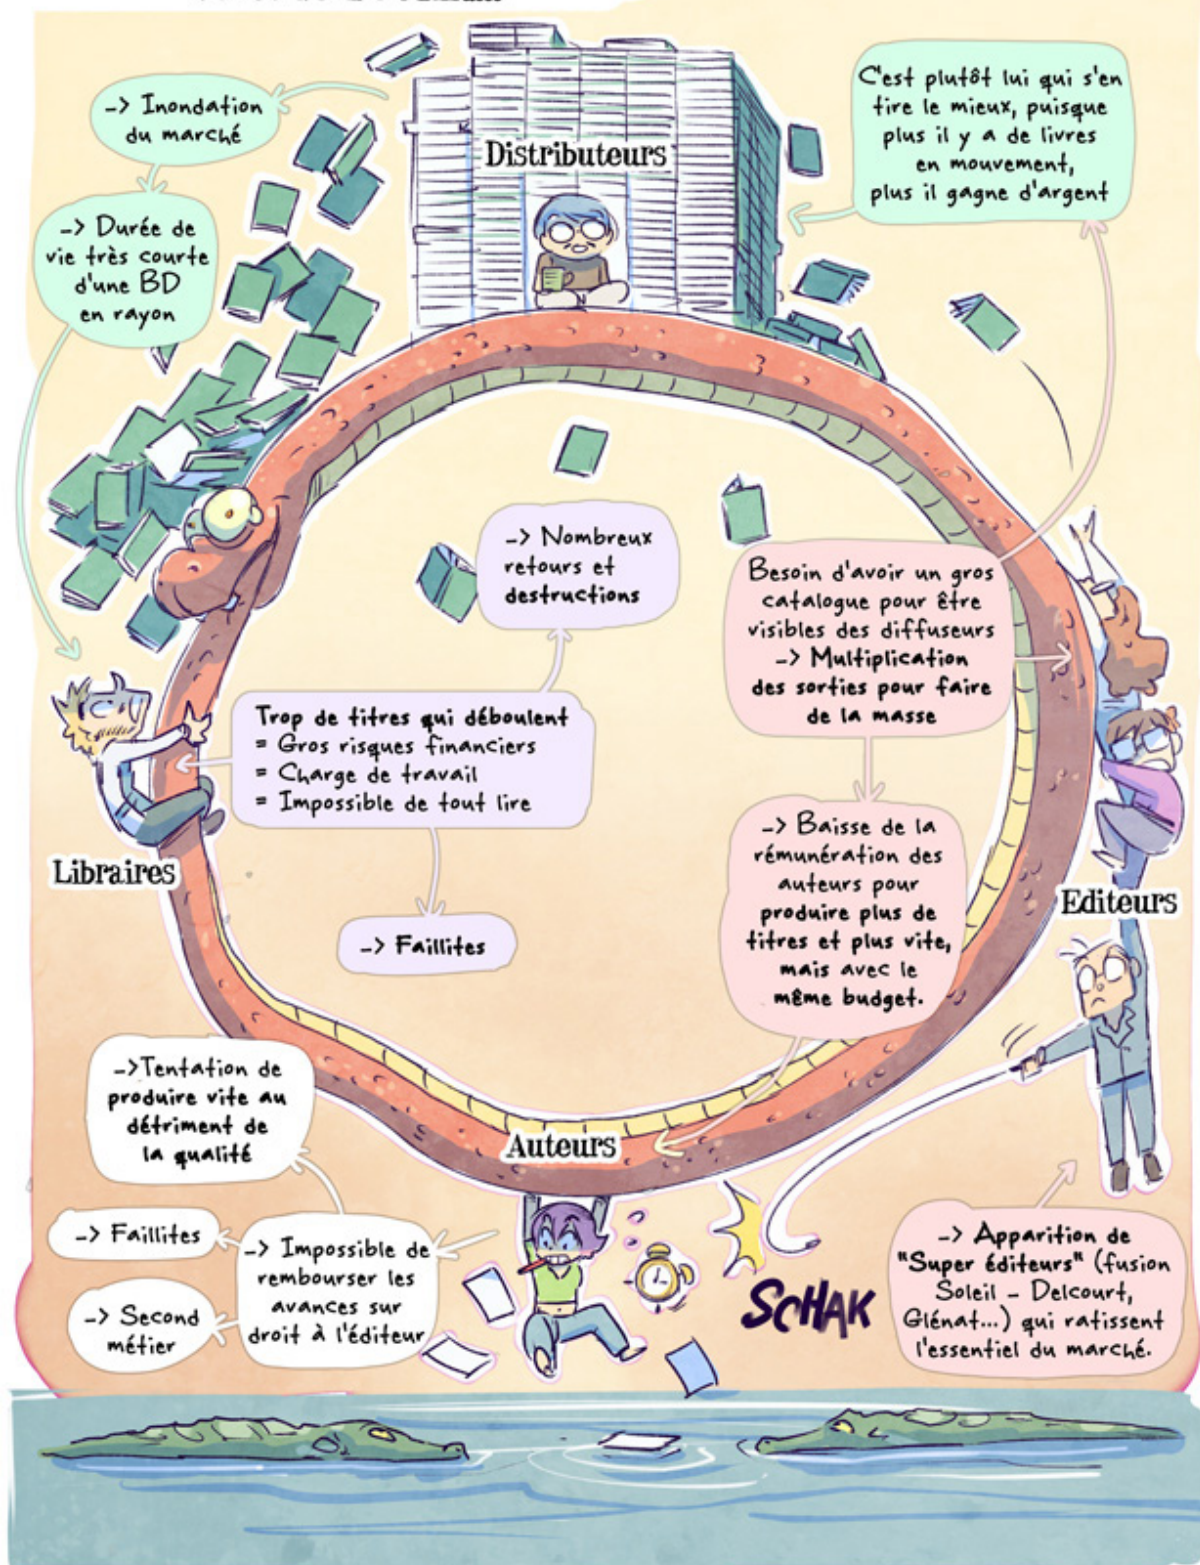 -> Inondation
du marché
Distributeurs
C'est plutôt lui qui s'en
tire le mieux, puisque
plus il y a de livres
en mouvement,
plus il gagne d'argent
-> Durée de
vie très courte
d'une BD
en rayon
-> Nombreux
retours et
destructions
Besoin d'avoir un gros
catalogue pour être
visibles des diffuseurs
-> Multiplication
des sorties pour faire
de la masse
Trop de titres qui déboulent
= Gros risques financiers
= Charge de travail
= Impossible de tout lire
Libraires
-> Faillites
-> Baisse de la
rémunération des
auteurs pour
produire plus de
titres et plus vite,
mais avec le
même budget.
Editeurs
->Tentation de
produire vite au
détriment de
la qualité
Auteurs
-> Faillites
-> Second
métier
-> Impossible de
rembourser les
avances sur
droit à l'éditeur
SCHAK
-> Apparition de
"Super éditeurs" (fusion
Soleil - Delcourt,
Glénat...) qui ratissent
l'essentiel du marché.